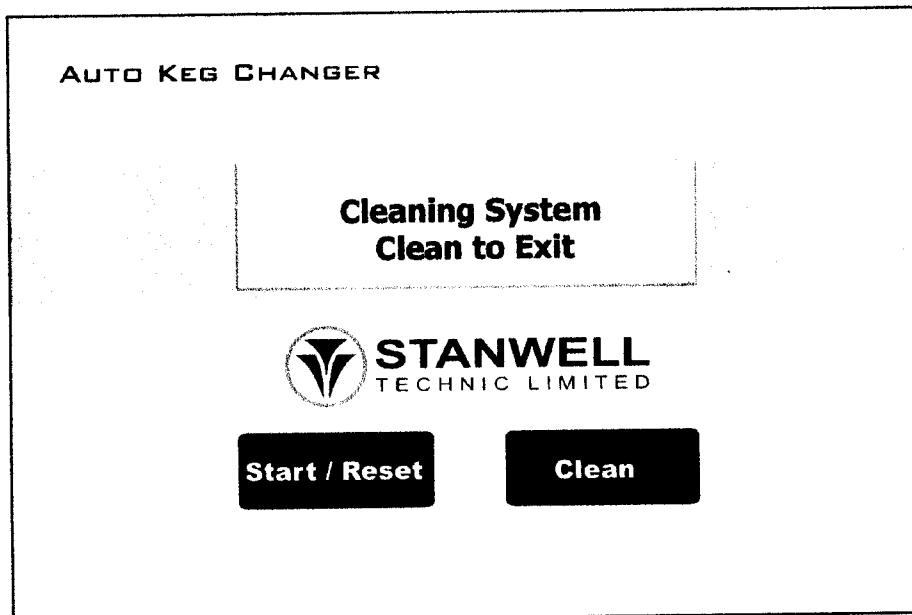 AUTO KEG CHANGER
Cleaning System
Clean to Exit
STANWELL
TECHNIC LIMITED
Start / Reset
Clean